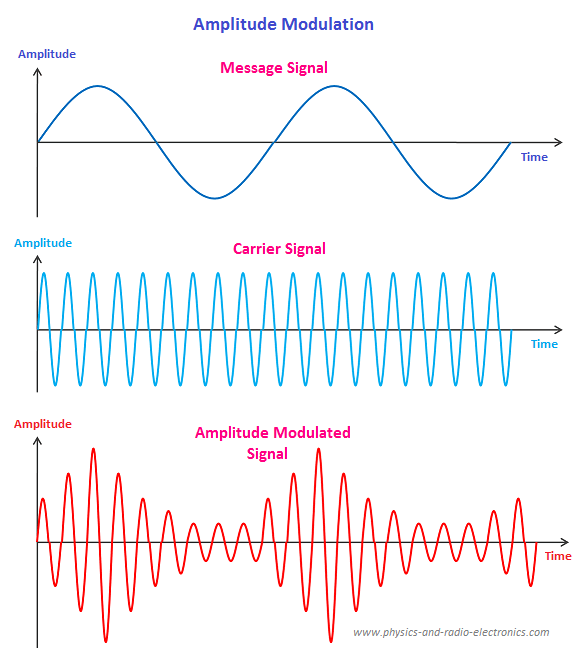 Amplitude Modulation
Amplitude
Message Signal
Time
Amplitude
Carrier Signal
Time
Amplitude
Amplitude Modulated
Signal
Time
www.physics-and-radio-electronics.com